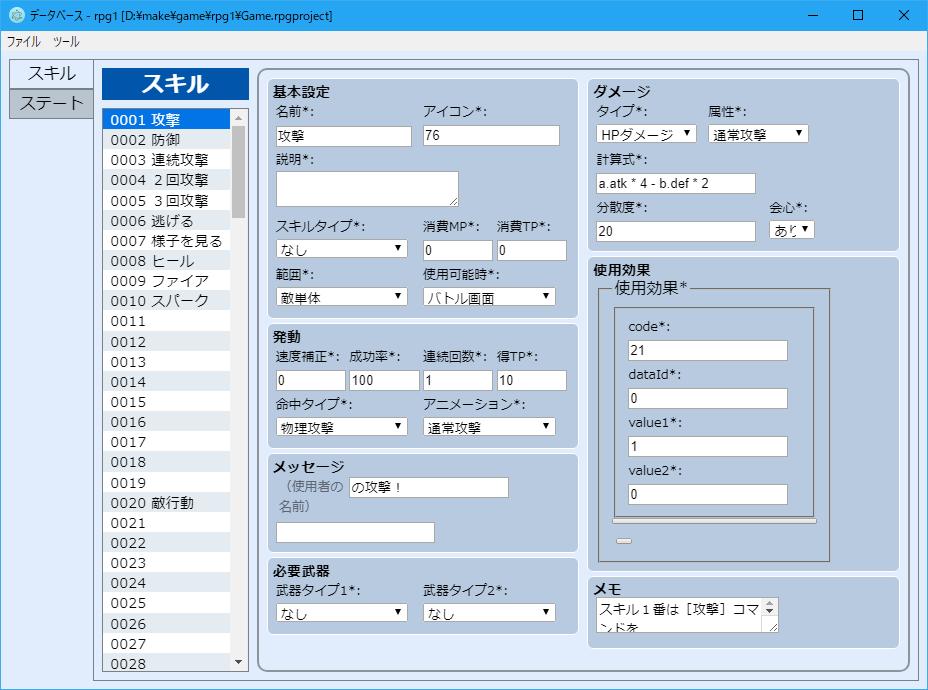 データベース - rpg1 [D:¥make¥game¥rpg1¥Game.rpgproject]
ファイル ツール
スキル
ステート
スキル
0001 攻撃
0002 防御
0003 連続攻撃
0004 ２回攻撃
0005 ３回攻撃
0006 逃げる
0007 様子を見る
0008 ヒール
0009 ファイア
0010 スパーク
0011
0012
0013
0014
0015
0016
0017
0018
0019
0020 敵行動
0021
0022
0023
0024
0025
0026
0027
0028
基本設定
名前*: アイコン*:
攻撃 76
説明*:
スキルタイプ*: 消費MP*: 消費TP*:
なし 0 0
範囲*: 使用可能時*:
敵単体 バトル画面
発動
速度補正*: 成功率*: 連続回数*: 得TP*:
0 100 1 10
命中タイプ*: アニメーション*:
物理攻撃 通常攻撃
メッセージ
（使用者の の攻撃！
名前）
必要武器
武器タイプ1*: 武器タイプ2*:
なし なし
ダメージ
タイプ*: 属性*:
HPダメージ 通常攻撃
計算式*:
a.atk * 4 - b.def * 2
分散度*: 会心*:
20 あり
使用効果
使用効果*
code*:
21
dataId*:
0
value1*:
1
value2*:
0
メモ
スキル１番は［攻撃］コマ
ンドを